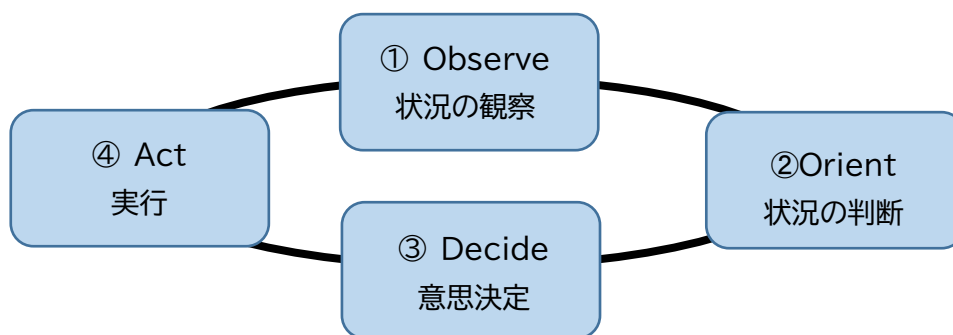 ① Observe
状況の観察
②Orient
状況の判断
③ Decide
意思決定
④ Act
実行